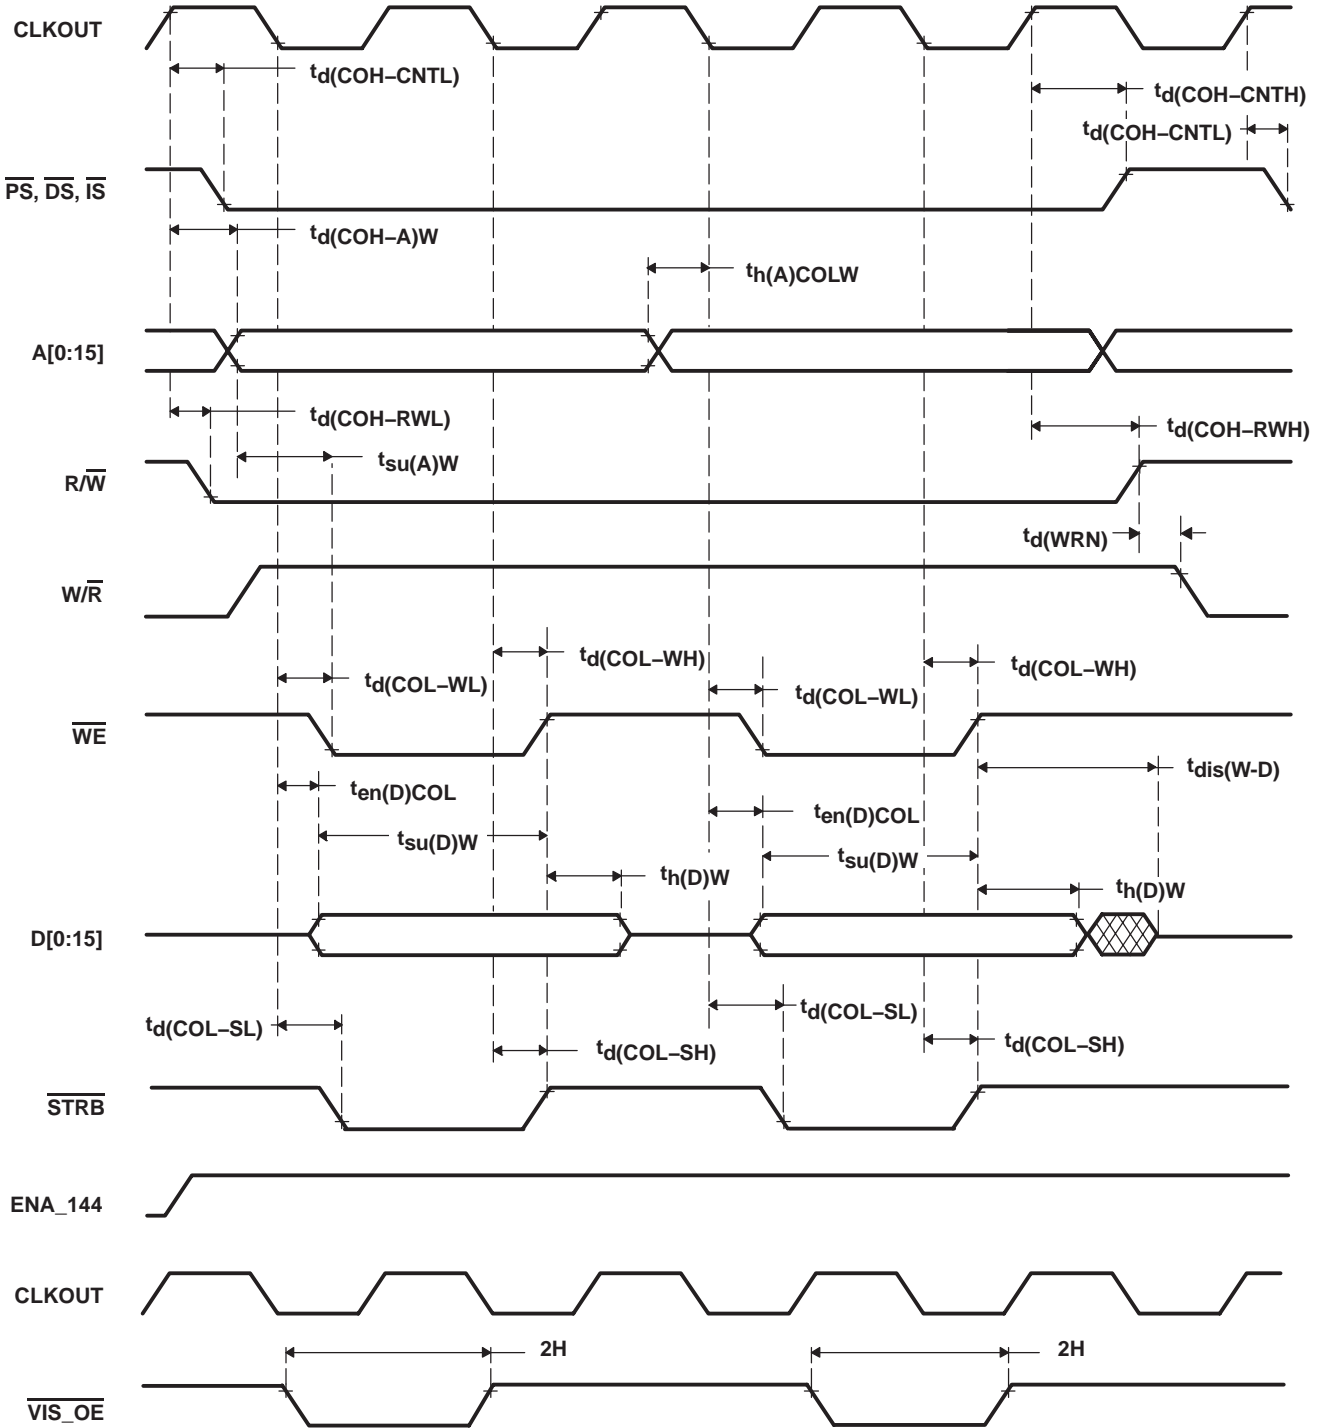 CLKOUT
td(COH–CNTL)
td(COH–CNTH)
td(COH–CNTL)
PS, DS, IS
td(COH–A)W
th(A)COLW
A[0:15]
td(COH–RWL)
td(COH–RWH)
tsu(A)W
R/W
td(WRN)
W/R
td(COL–WH)
td(COL–WH)
td(COL–WL)
td(COL–WL)
WE
tdis(W-D)
ten(D)COL
ten(D)COL
tsu(D)W
tsu(D)W
th(D)W
th(D)W
D[0:15]
td(COL–SL)
td(COL–SL)
td(COL–SH)
td(COL–SH)
STRB
ENA_144
CLKOUT
2H
2H
VIS_OE